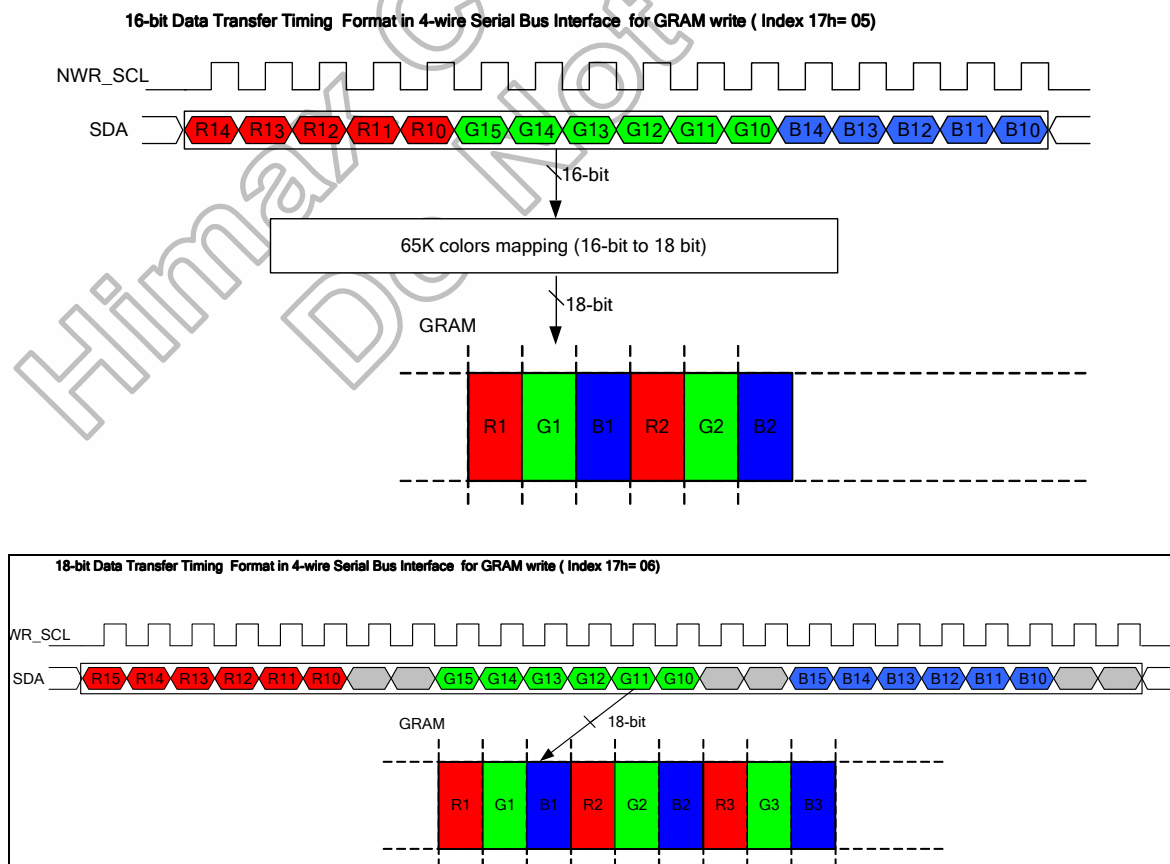 16-bit Data Transfer Timing Format in 4-wire Serial Bus Interface for GRAM write ( Index 17h= 05)
NWR_SCL
SDA
R14 R13 R12 R11 R10 G15 G14 G13 G12 G11 G10 B14 B13 B12 B11 B10
16-bit
65K colors mapping (16-bit to 18 bit)
18-bit
GRAM
R1 G1 B1 R2 G2 B2
Himax
Do Not
18-bit Data Transfer Timing Format in 4-wire Serial Bus Interface for GRAM write ( Index 17h= 06)
WR_SCL
SDA
R15 R14 R13 R12 R11 R10 G15 G14 G13 G12 G11 G10 B15 B14 B13 B12 B11 B10
18-bit
GRAM
R1 G1 B1 R2 G2 B2 R3 G3 B3